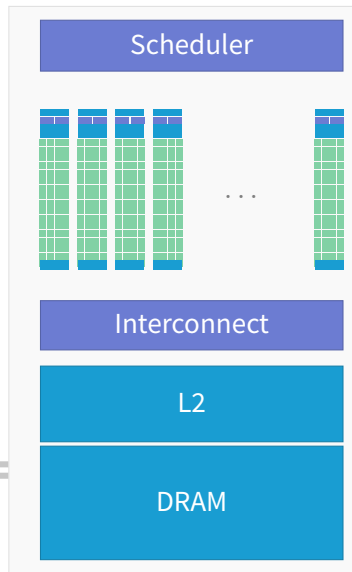 Scheduler
. . .
Interconnect
L2
DRAM